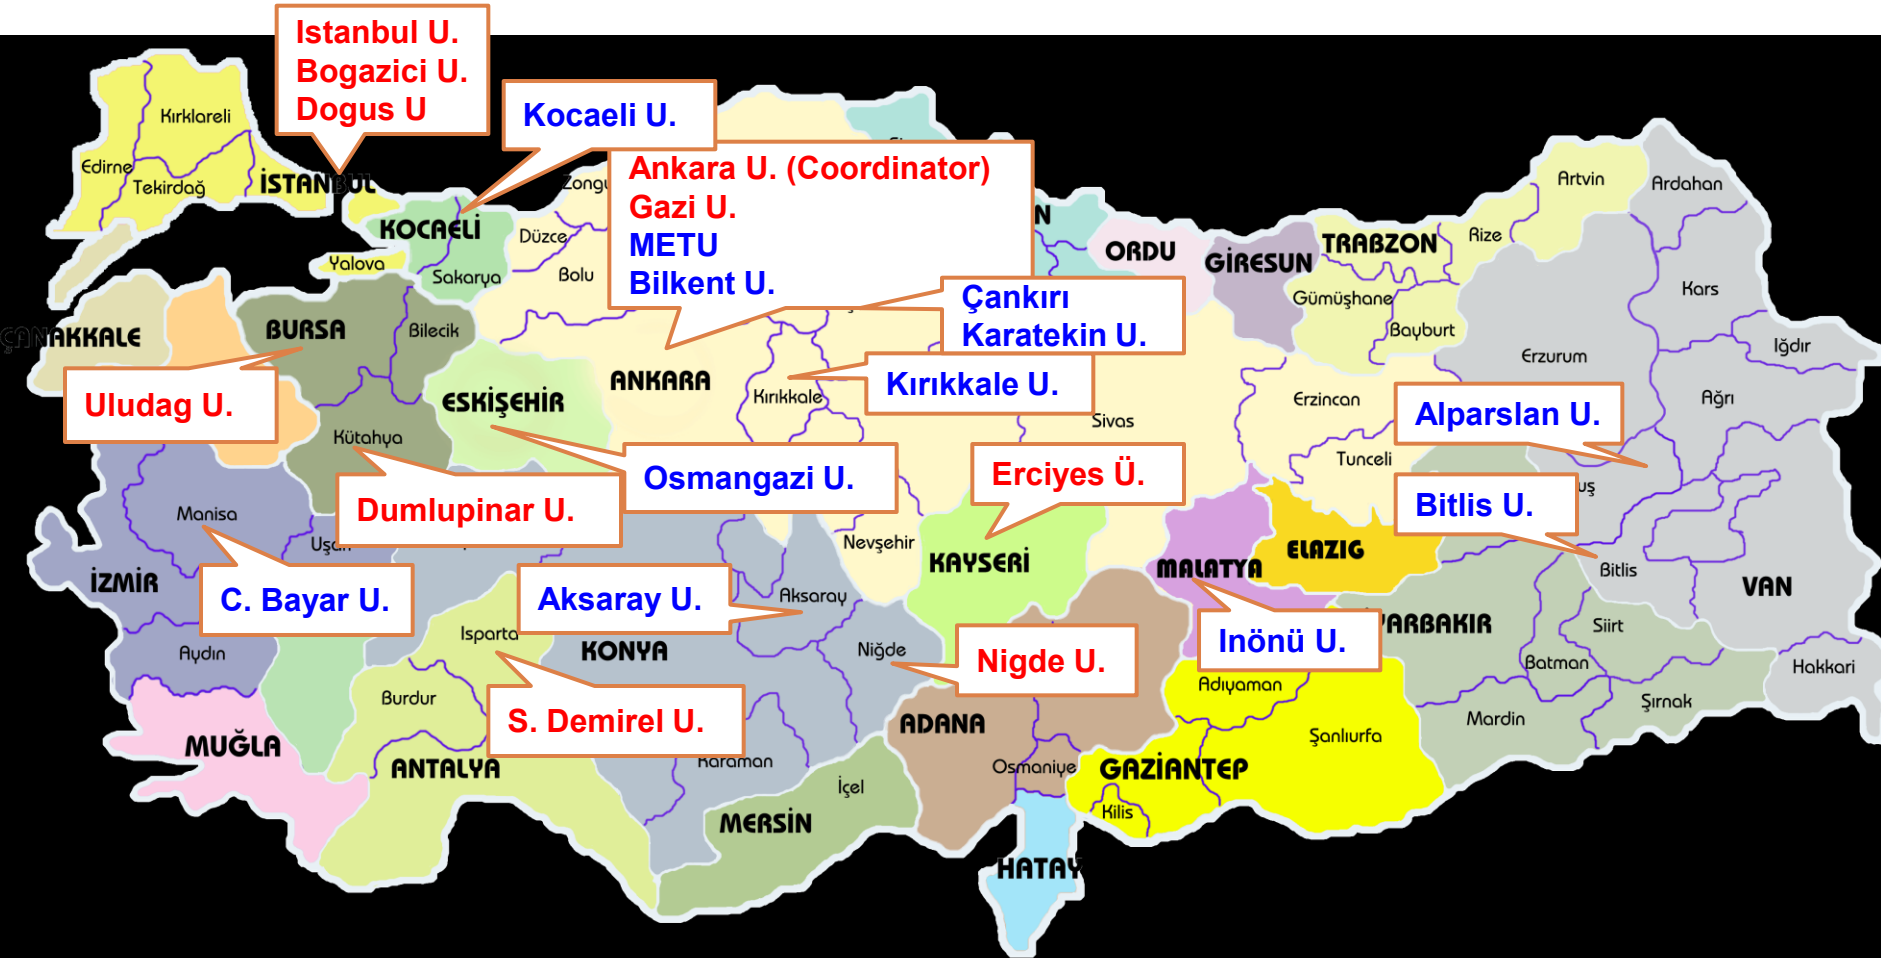 Istanbul U.
Bogazici U.
Dogus U
Kocaeli U.
Ankara U. (Coordinator)
Gazi U.
METU
Bilkent U.
Çankırı
Karatekin U.
Kırıkkale U.
Uludag U.
Osmangazi U.
Dumlupinar U.
Erciyes Ü.
Alparslan U.
Bitlis U.
C. Bayar U.
Aksaray U.
Inönü U.
Nigde U.
S. Demirel U.
Kırklareli
Edirne
Tekirdağ
İSTANBUL
KOCAELİ
Düzce
Bolu
Yalova
Sakarya
ORDU
GİRESUN
TRABZON
Rize
Artvin
Ardahan
Gümüşhane
Bayburt
Kars
Iğdır
ÇANAKKALE
BURSA
Bilecik
Erzurum
ESKİŞEHİR
ANKARA
Kırıkkale
Sivas
Erzincan
Ağrı
Kütahya
Tunceli
Manisa
Nevşehir
KAYSERİ
MALATYA
ELAZIG
Bitlis
VAN
İZMİR
Aksaray
Isparta
KONYA
Niğde
Siirt
Aydın
Batman
Hakkari
Burdur
Adıyaman
Şırnak
Mardin
MUĞLA
ADANA
Şanlıurfa
ANTALYA
Karaman
Osmaniye
GAZİANTEP
İçel
Kilis
MERSİN
HATAY